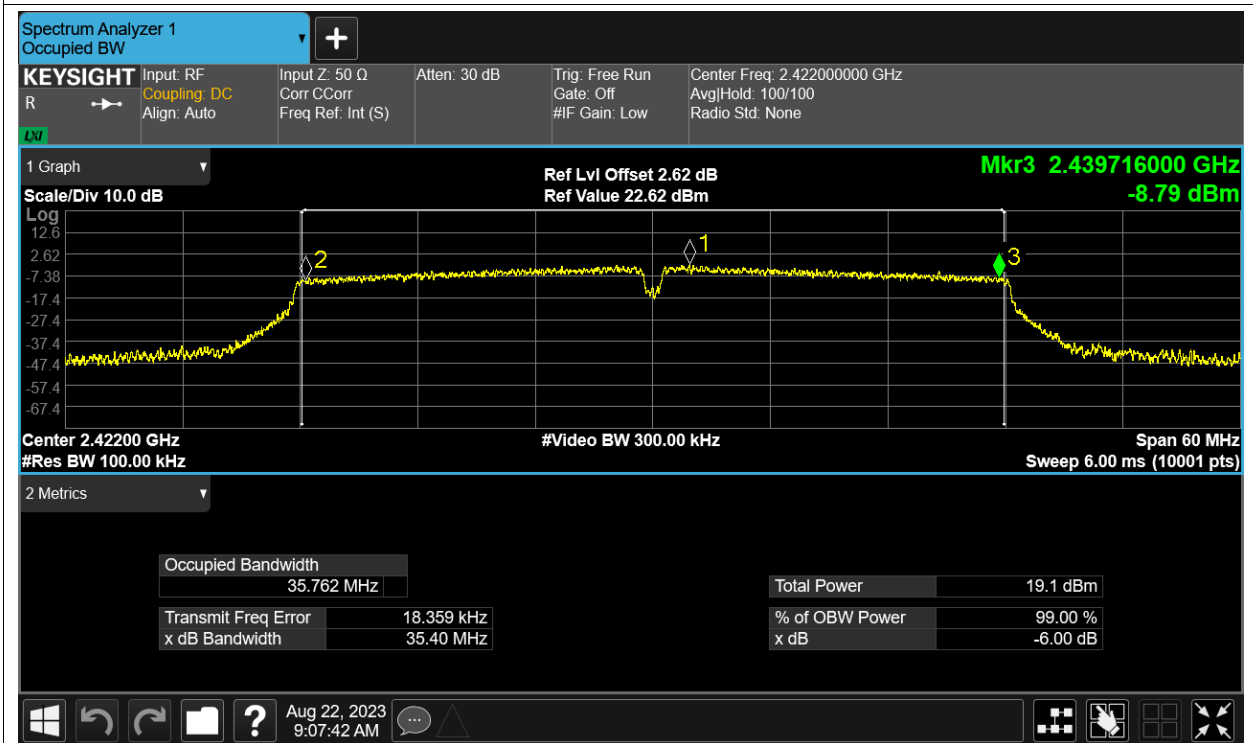 Spectrum Analyzer 1
Occupied BW
KEYSIGHT
R
LXI
Input: RF
Coupling: DC
Align: Auto
Input Z: 50 Ω
Corr CCorr
Freq Ref: Int (S)
Atten: 30 dB
Trig: Free Run
Gate: Off
#IF Gain: Low
Center Freq: 2.422000000 GHz
Avg|Hold: 100/100
Radio Std: None
1 Graph
Scale/Div 10.0 dB
Ref Lvl Offset 2.62 dB
Ref Value 22.62 dBm
Mkr3 2.439716000 GHz
-8.79 dBm
Log
12.6
2.62
-7.38
-17.4
-27.4
-37.4
-47.4
-57.4
-67.4
2
1
3
Center 2.42200 GHz
#Res BW 100.00 kHz
#Video BW 300.00 kHz
Span 60 MHz
Sweep 6.00 ms (10001 pts)
2 Metrics
Occupied Bandwidth
35.762 MHz
Transmit Freq Error 18.359 kHz
x dB Bandwidth 35.40 MHz
Total Power 19.1 dBm
% of OBW Power 99.00 %
x dB -6.00 dB
?
Aug 22, 2023
9:07:42 AM